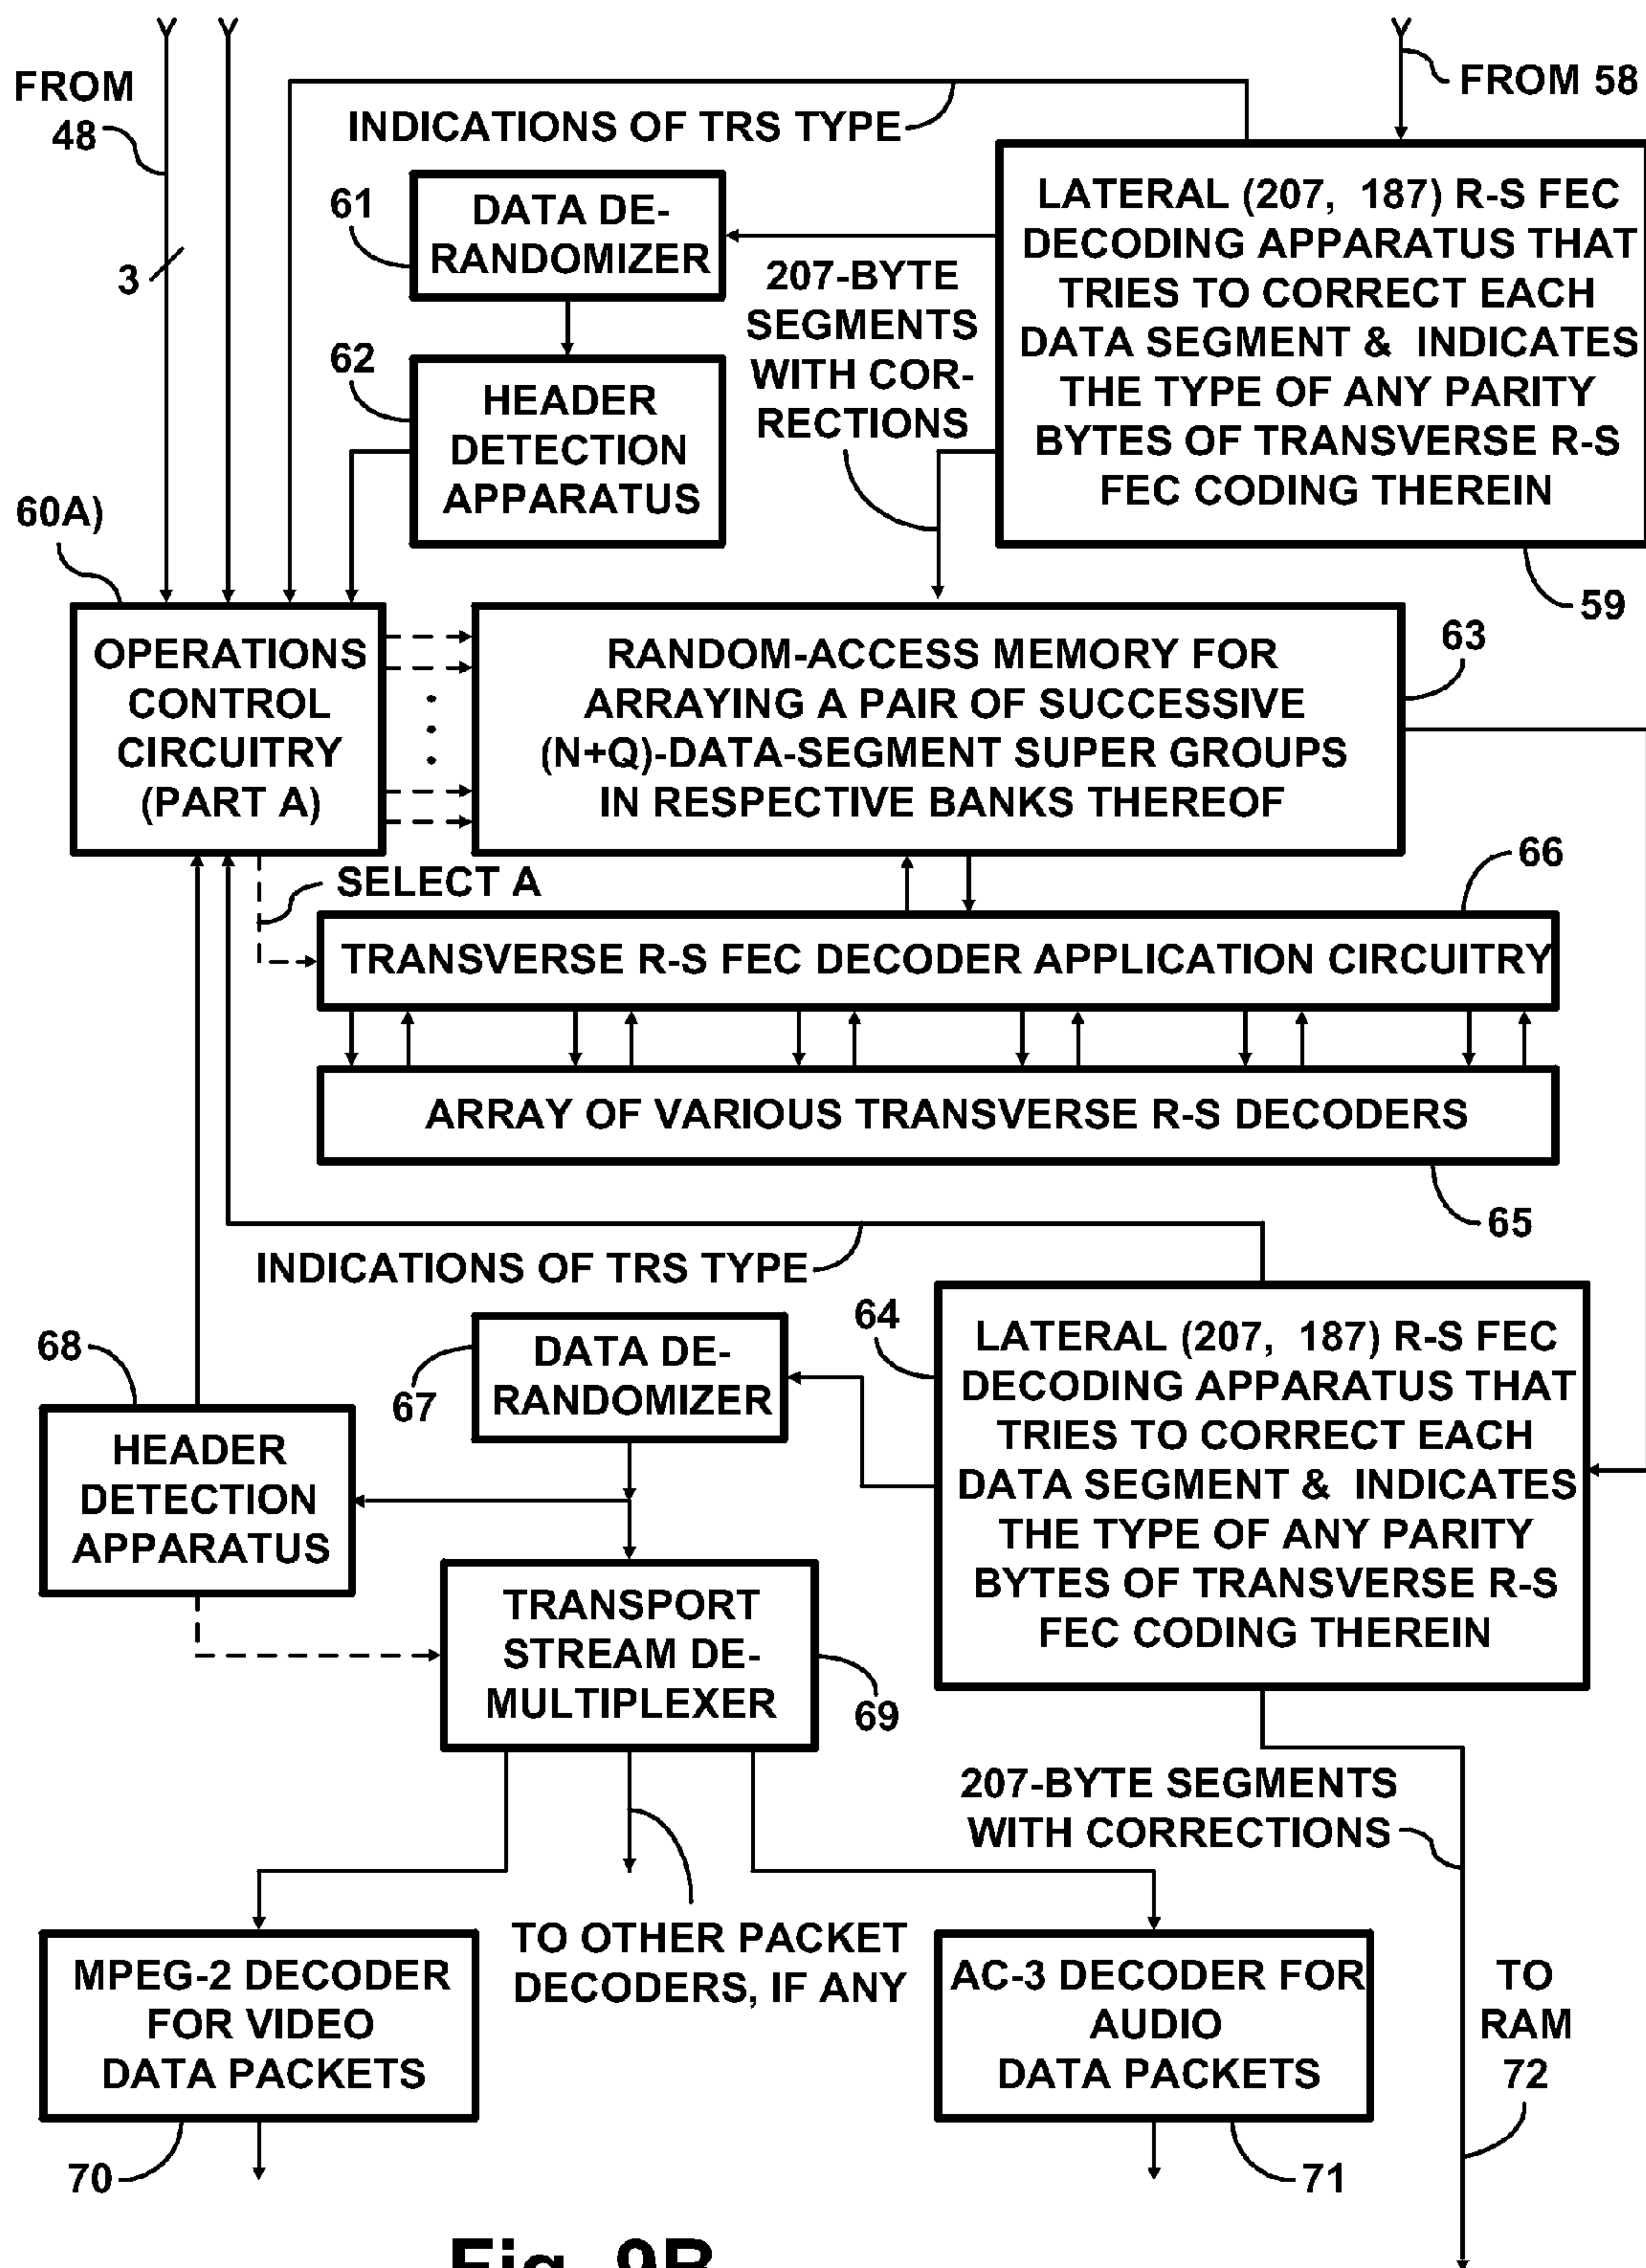 FROM
48
FROM 58
INDICATIONS OF TRS TYPE
3
61
DATA DE-
RANDOMIZER
207-BYTE
SEGMENTS
WITH COR-
RECTIONS
LATERAL (207, 187) R-S FEC
DECODING APPARATUS THAT
TRIES TO CORRECT EACH
DATA SEGMENT & INDICATES
THE TYPE OF ANY PARITY
BYTES OF TRANSVERSE R-S
FEC CODING THEREIN
59
62
HEADER
DETECTION
APPARATUS
60A)
OPERATIONS
CONTROL
CIRCUITRY
(PART A)
RANDOM-ACCESS MEMORY FOR
ARRAYING A PAIR OF SUCCESSIVE
(N+Q)-DATA-SEGMENT SUPER GROUPS
IN RESPECTIVE BANKS THEREOF
63
SELECT A
66
TRANSVERSE R-S FEC DECODER APPLICATION CIRCUITRY
ARRAY OF VARIOUS TRANSVERSE R-S DECODERS
65
INDICATIONS OF TRS TYPE
64
LATERAL (207, 187) R-S FEC
DECODING APPARATUS THAT
TRIES TO CORRECT EACH
DATA SEGMENT & INDICATES
THE TYPE OF ANY PARITY
BYTES OF TRANSVERSE R-S
FEC CODING THEREIN
67
DATA DE-
RANDOMIZER
68
HEADER
DETECTION
APPARATUS
TRANSPORT
STREAM DE-
MULTIPLEXER
69
207-BYTE SEGMENTS
WITH CORRECTIONS
TO OTHER PACKET
DECODERS, IF ANY
MPEG-2 DECODER
FOR VIDEO
DATA PACKETS
70
AC-3 DECODER FOR
AUDIO
DATA PACKETS
71
TO
RAM
72
Fig. 9B